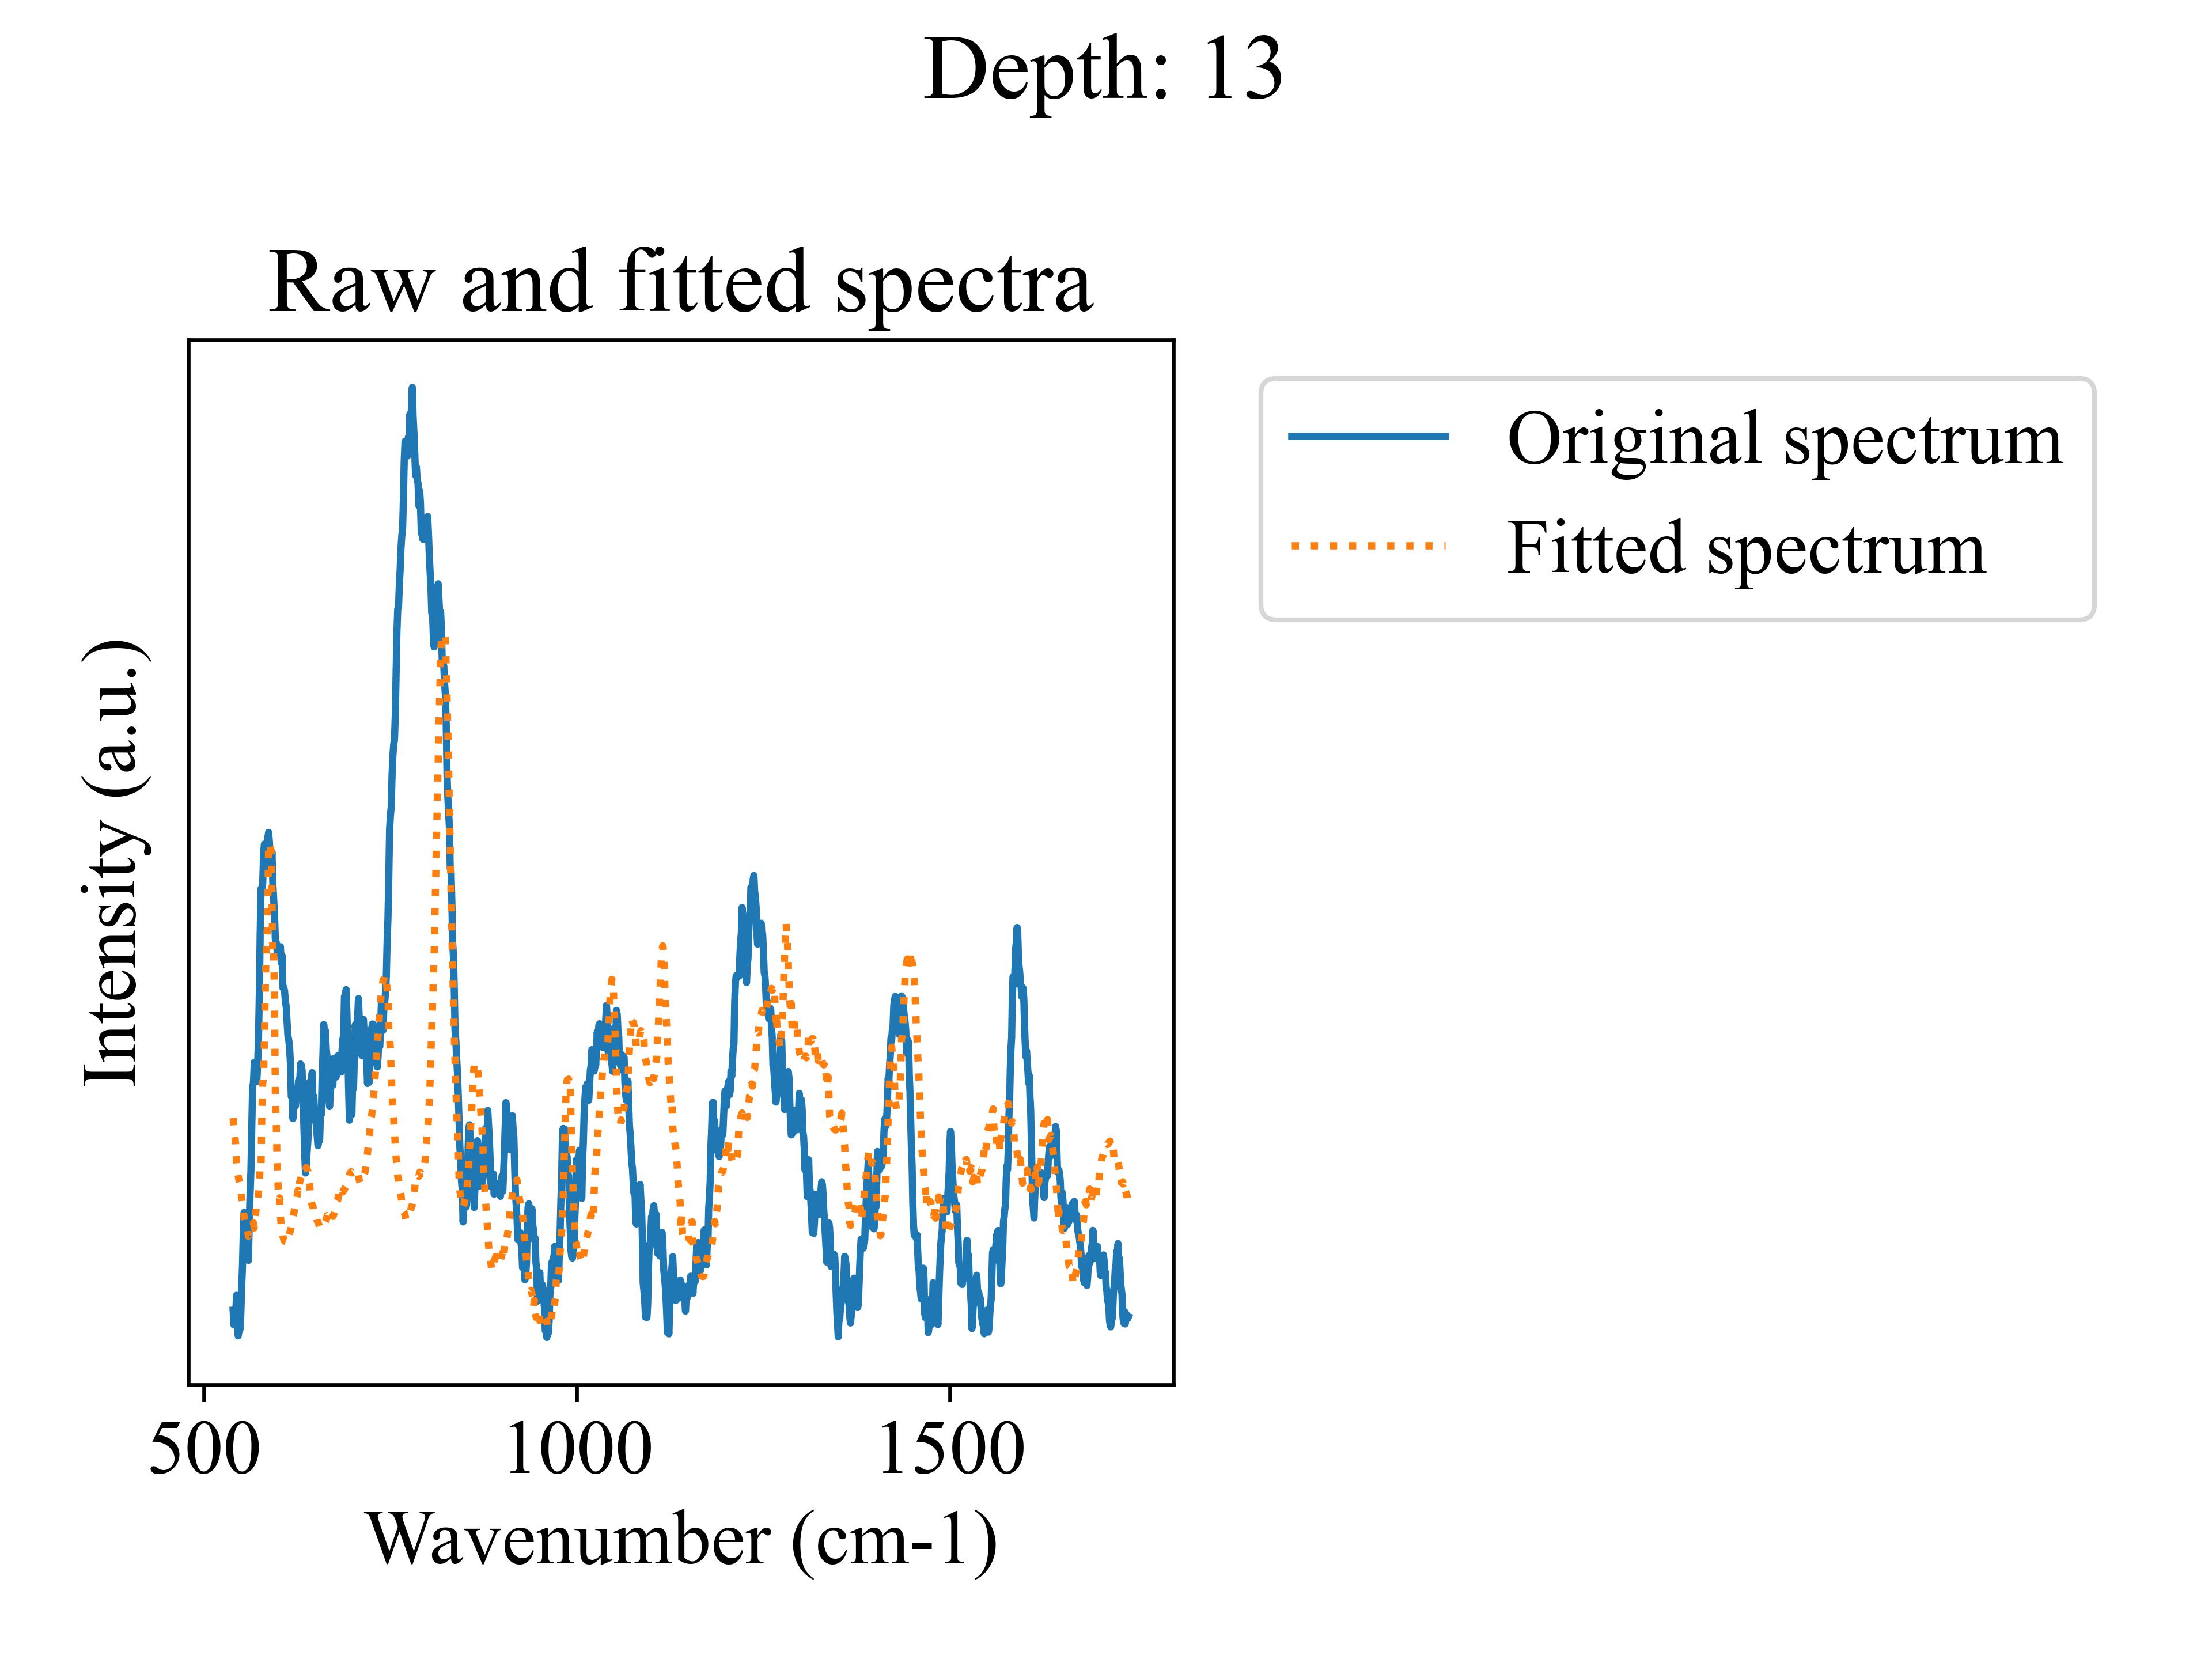 Depth: 13
Raw and fitted spectra
Original spectrum
Fitted spectrum
Intensity (a.u.)
500 1000 1500
Wavenumber (cm-1)